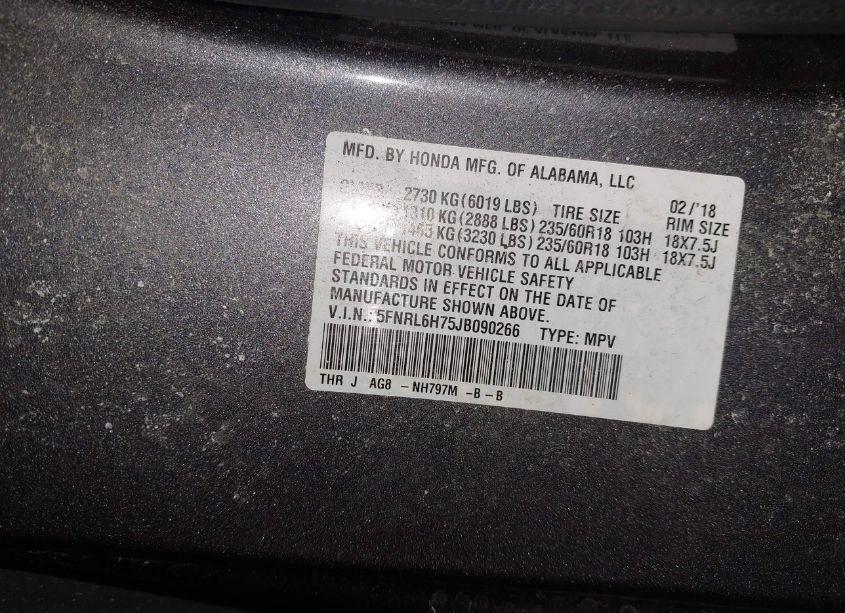 MFD. BY HONDA MFG. OF ALABAMA, LLC 02/'18
2730 KG(6019 LBS) TIRE SIZE RIM SIZE
1310 KG(2888 LBS) 235/60R18 103H 18X7.5J
1463 KG(3230 LBS) 235/60R18 103H 18X7.5J
THIS VEHICLE CONFORMS TO ALL APPLICABLE
FEDERAL MOTOR VEHICLE SAFETY
STANDARDS IN EFFECT ON THE DATE OF
MANUFACTURE SHOWN ABOVE.
V.I.N.: 5FNRL6H75JB090266 TYPE: MPV
THR J AG8 -NH797M -B-B